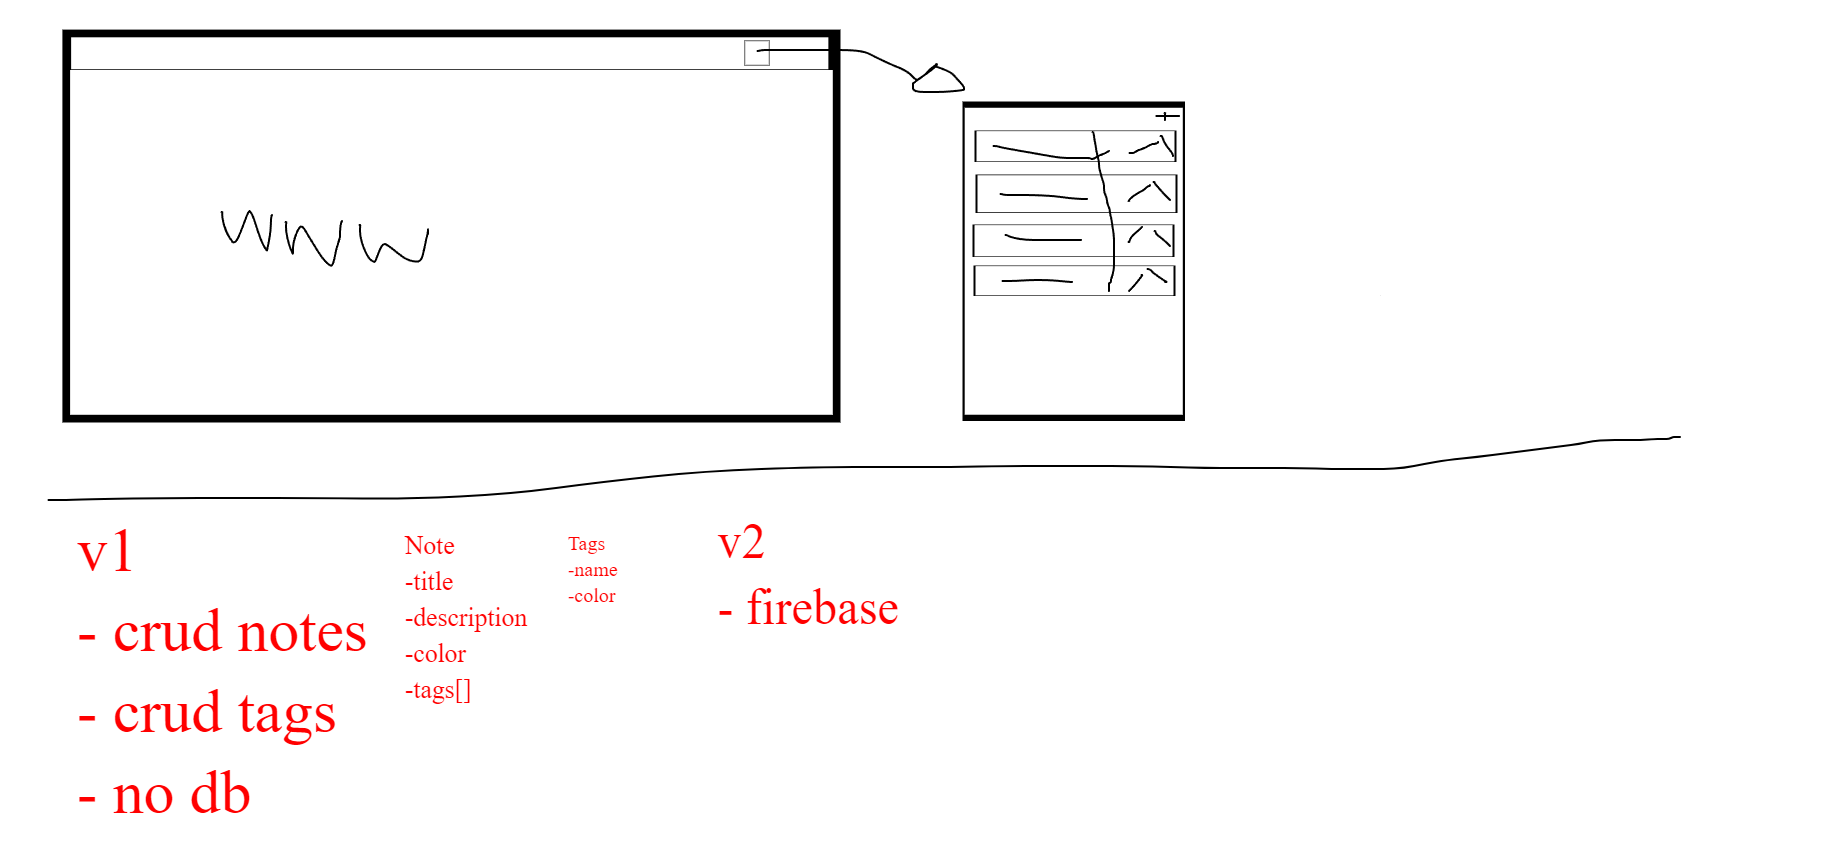 www
v1
- crud notes
- crud tags
- no db
Note
-title
-description
-color
-tags[]
Tags
-name
-color
v2
- firebase